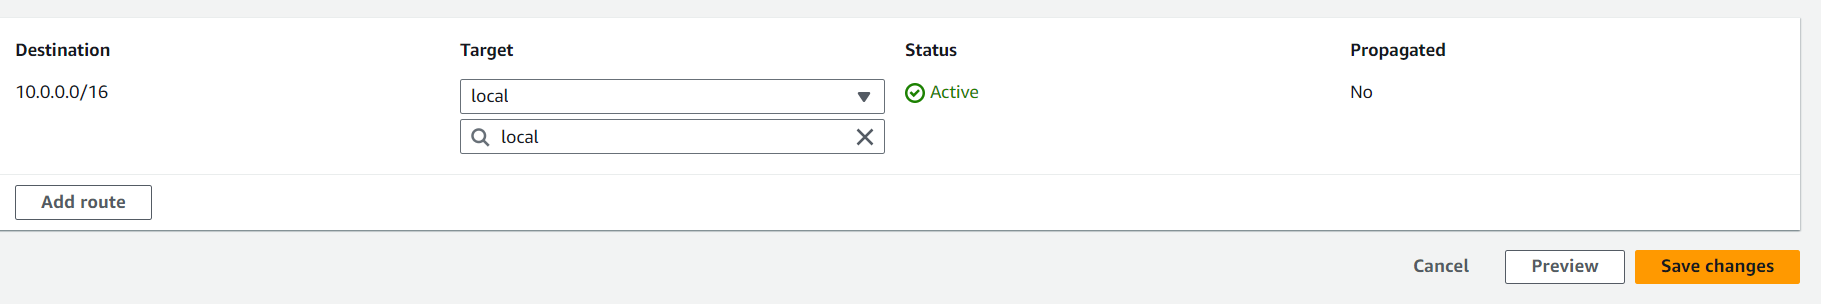 Destination Target Status Propagated
10.0.0.0/16 local Active No
local
Add route
Cancel Preview Save changes